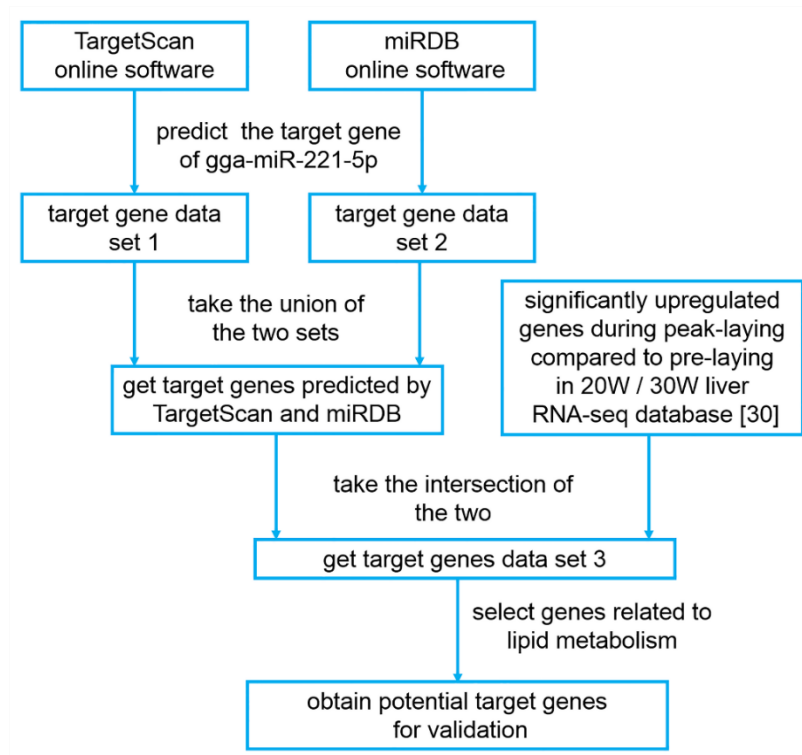 TargetScan
online software
miRDB
online software
predict the target gene
of gga-miR-221-5p
target gene data
set 1
target gene data
set 2
take the union of
the two sets
significantly upregulated
genes during peak-laying
compared to pre-laying
in 20W / 30W liver
RNA-seq database [30]
get target genes predicted by
TargetScan and miRDB
take the intersection of
the two
get target genes data set 3
select genes related to
lipid metabolism
obtain potential target genes
for validation